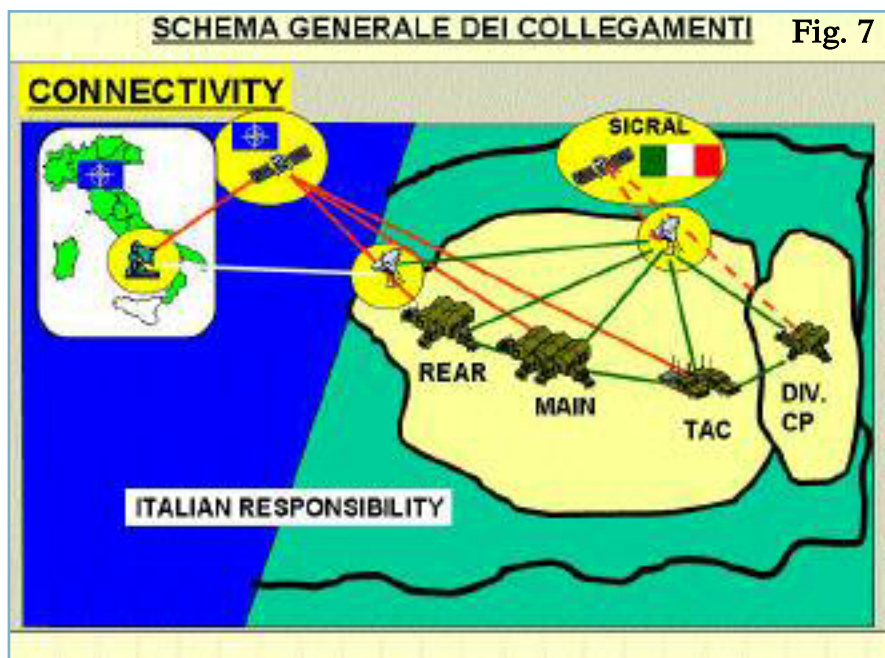 SCHEMA GENERALE DEI COLLEGAMENTI
Fig. 7
CONNECTIVITY
SICRAL
REAR
MAIN
TAC
DIV.
CP
ITALIAN RESPONSIBILITY